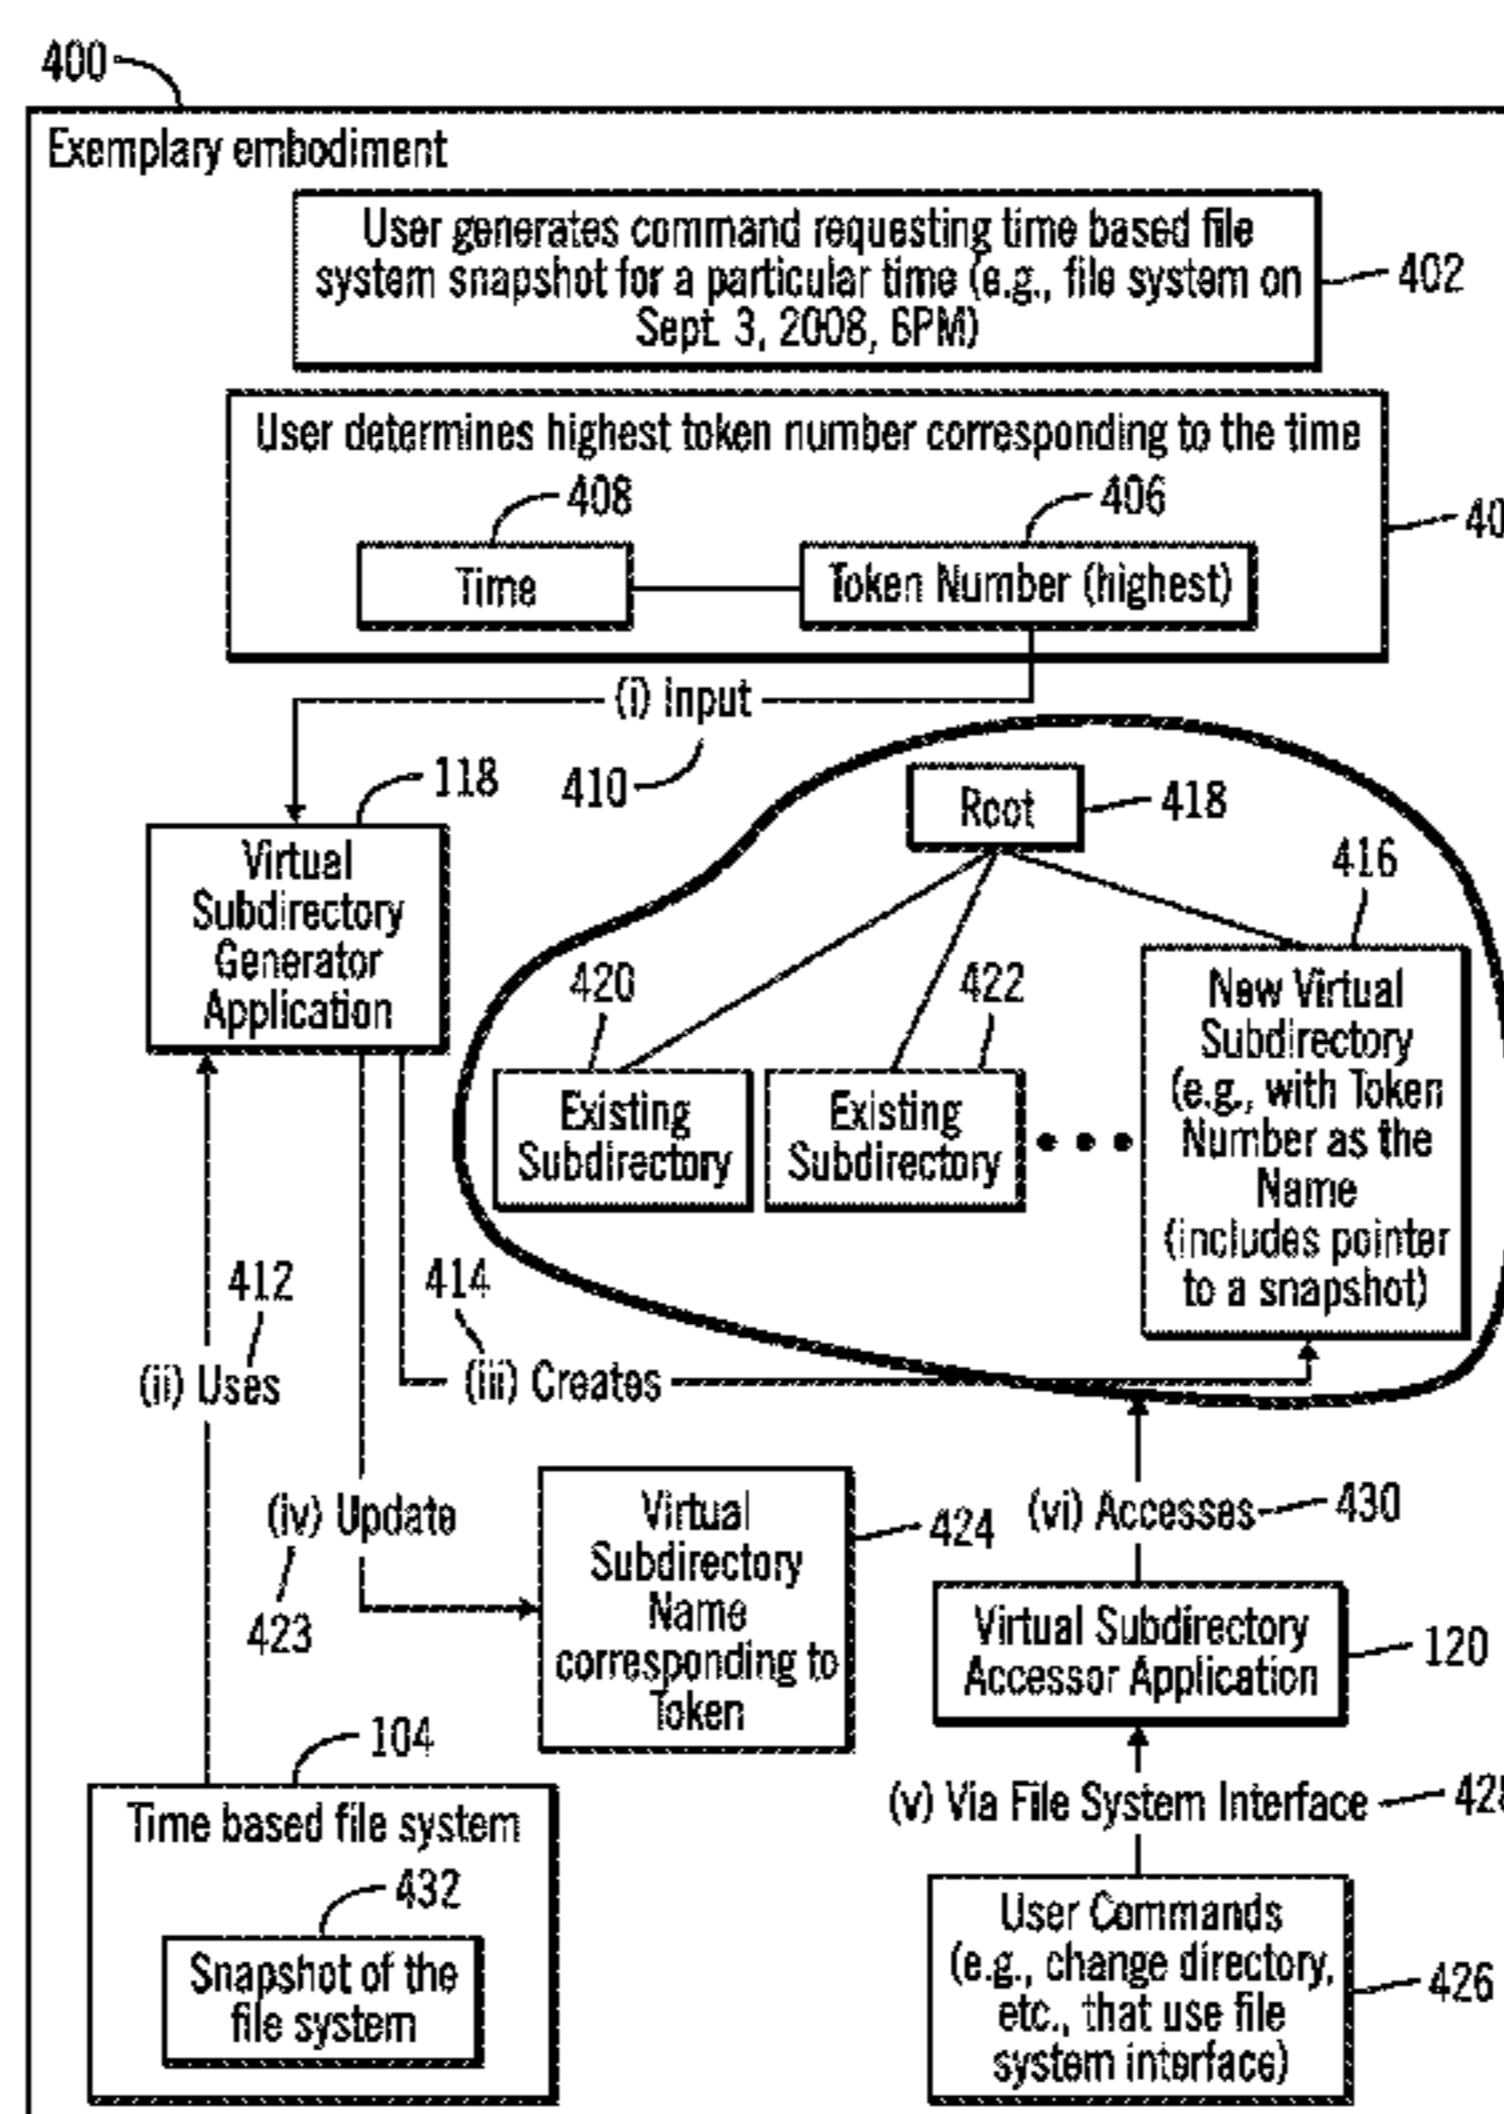 400
Exemplary embodiment
User generates command requesting time based file
system snapshot for a particular time (e.g., file system on
Sept. 3, 2008, 6PM)
402
User determines highest token number corresponding to the time
408
406
Time
Token Number (highest)
(i) Input
410
118
Virtual
Subdirectory
Generator
Application
Root
418
416
420
422
Existing
Subdirectory
Existing
Subdirectory
New Virtual
Subdirectory
(e.g., with Token
Number as the
Name
(includes pointer
to a snapshot)
412
(ii) Uses
414
(iii) Creates
(iv) Update
423
Virtual
Subdirectory
Name
corresponding to
Token
424
(vi) Accesses
430
Virtual Subdirectory
Accessor Application
120
104
Time based file system
432
Snapshot of the
file system
(v) Via File System Interface
428
User Commands
(e.g., change directory,
etc., that use file
system interface)
426